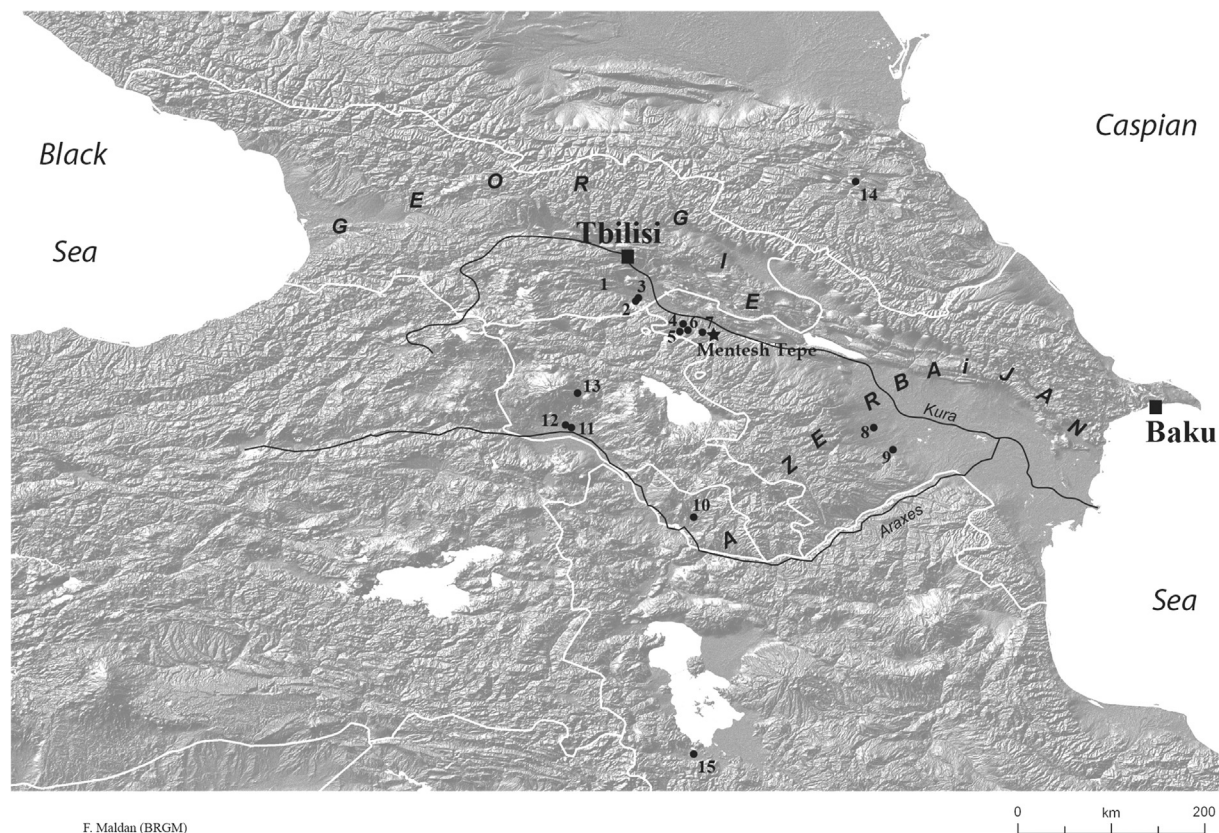 Black
Sea
Caspian
Sea
G E O R G I E
Tbilisi
14
1
3
2
4
6
7
5
Mentesh Tepe
A Z E R B A i J A N
Kura
Baku
13
12
11
8
9
10
Araxes
15
0 km 200
F. Maldan (BRGM)